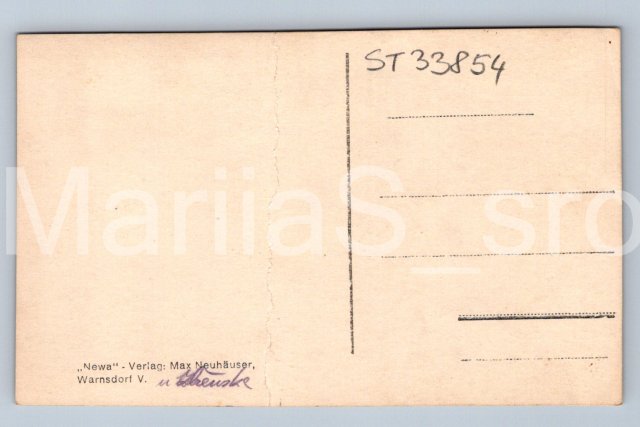 ST33854
MariiaS_sro
„Newa“ - Verlag: Max Neuhäuser,
Warnsdorf V.